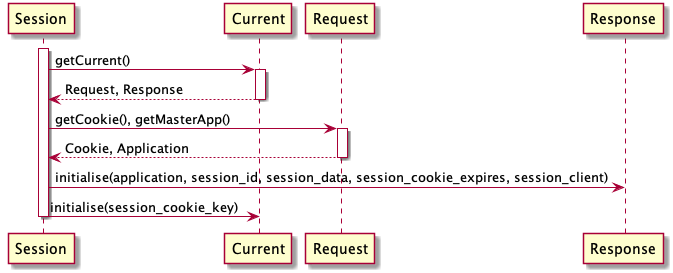 Session Current Request Response
getCurrent()
Request, Response
getCookie(), getMasterApp()
Cookie, Application
initialise(application, session_id, session_data, session_cookie_expires, session_client)
initialise(session_cookie_key)
Session Current Request Response